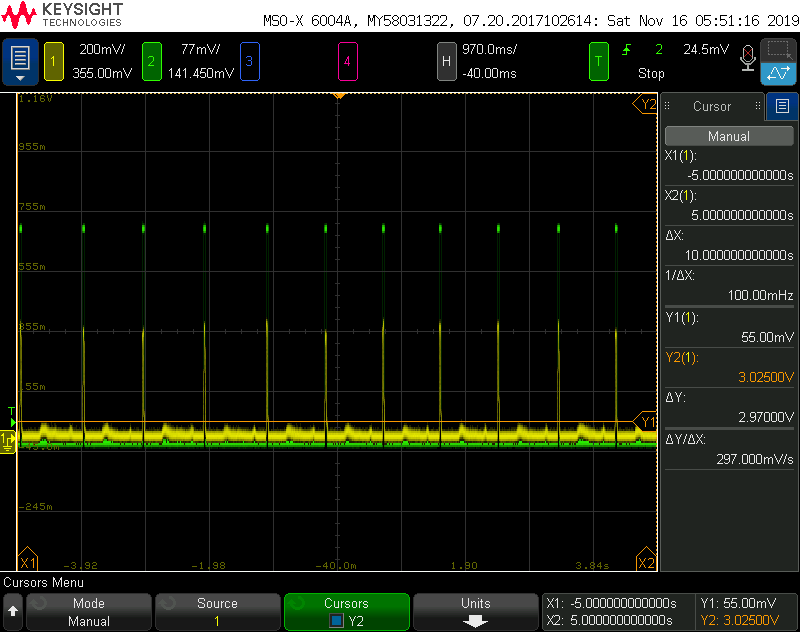 KEYSIGHT
TECHNOLOGIES
MSO-X 6004A, MY58031322, 07.20.2017102614: Sat Nov 16 05:51:16 2019
1 200mV/ 2 77mV/ 3 4 H 970.0ms/ T 2 24.5mV
355.00mV 141.450mV -40.00ms Stop
1.16V
955m
755m
555m
355m
155m
-245m
-3.92 -1.98 -40.0m 1.90 3.84s
Y2
Y1
X1 X2
T
1
Cursor
Manual
X1(1):
-5.000000000000s
X2(1):
5.000000000000s
ΔX:
10.000000000000s
1/ΔX:
100.00mHz
Y1(1):
55.00mV
Y2(1):
3.02500V
ΔY:
2.97000V
ΔY/ΔX:
297.000mV/s
Cursors Menu
Mode
Manual
Source
1
Cursors
Y2
Units
X1: -5.000000000000s
X2: 5.000000000000s
Y1: 55.00mV
Y2: 3.02500V